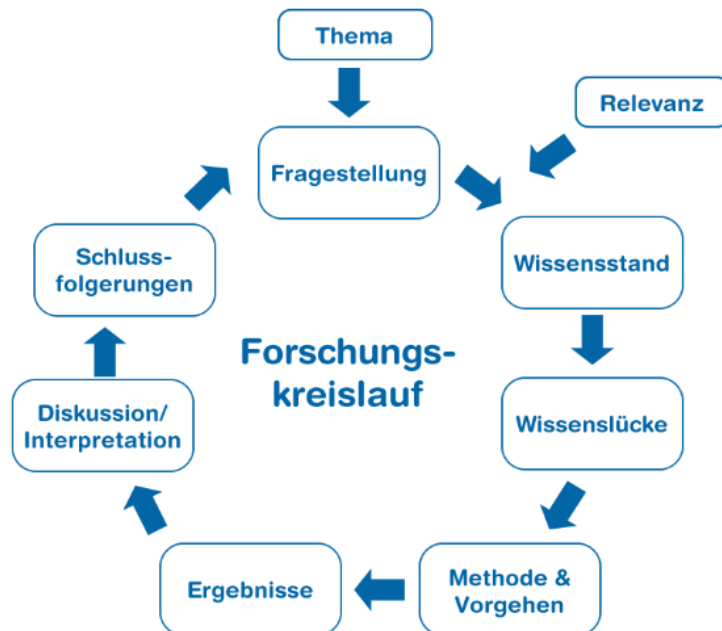 Thema
Relevanz
Fragestellung
Wissensstand
Wissenslücke
Methode &
Vorgehen
Ergebnisse
Diskussion/
Interpretation
Schluss-
folgerungen
Forschungs-
kreislauf